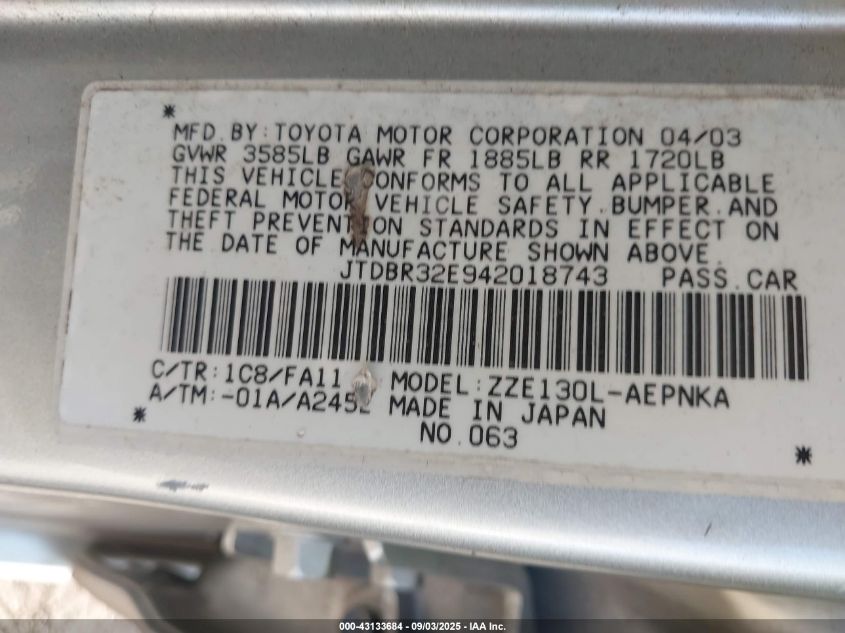 *
MFD. BY: TOYOTA MOTOR CORPORATION 04/03
GVWR 3585LB GAWR FR 1885LB RR 1720LB
THIS VEHICLE CONFORMS TO ALL APPLICABLE
FEDERAL MOTOR VEHICLE SAFETY, BUMPER, AND
THEFT PREVENTION STANDARDS IN EFFECT ON
THE DATE OF MANUFACTURE SHOWN ABOVE.
JTDBR32E942018743 PASS. CAR
C/TR: 1C8/FA11 MODEL: ZZE130L-AEPNKA
A/TM: -01A/A245E MADE IN JAPAN
* NO. 063 *
000-43133684 - 09/03/2025 - IAA Inc.